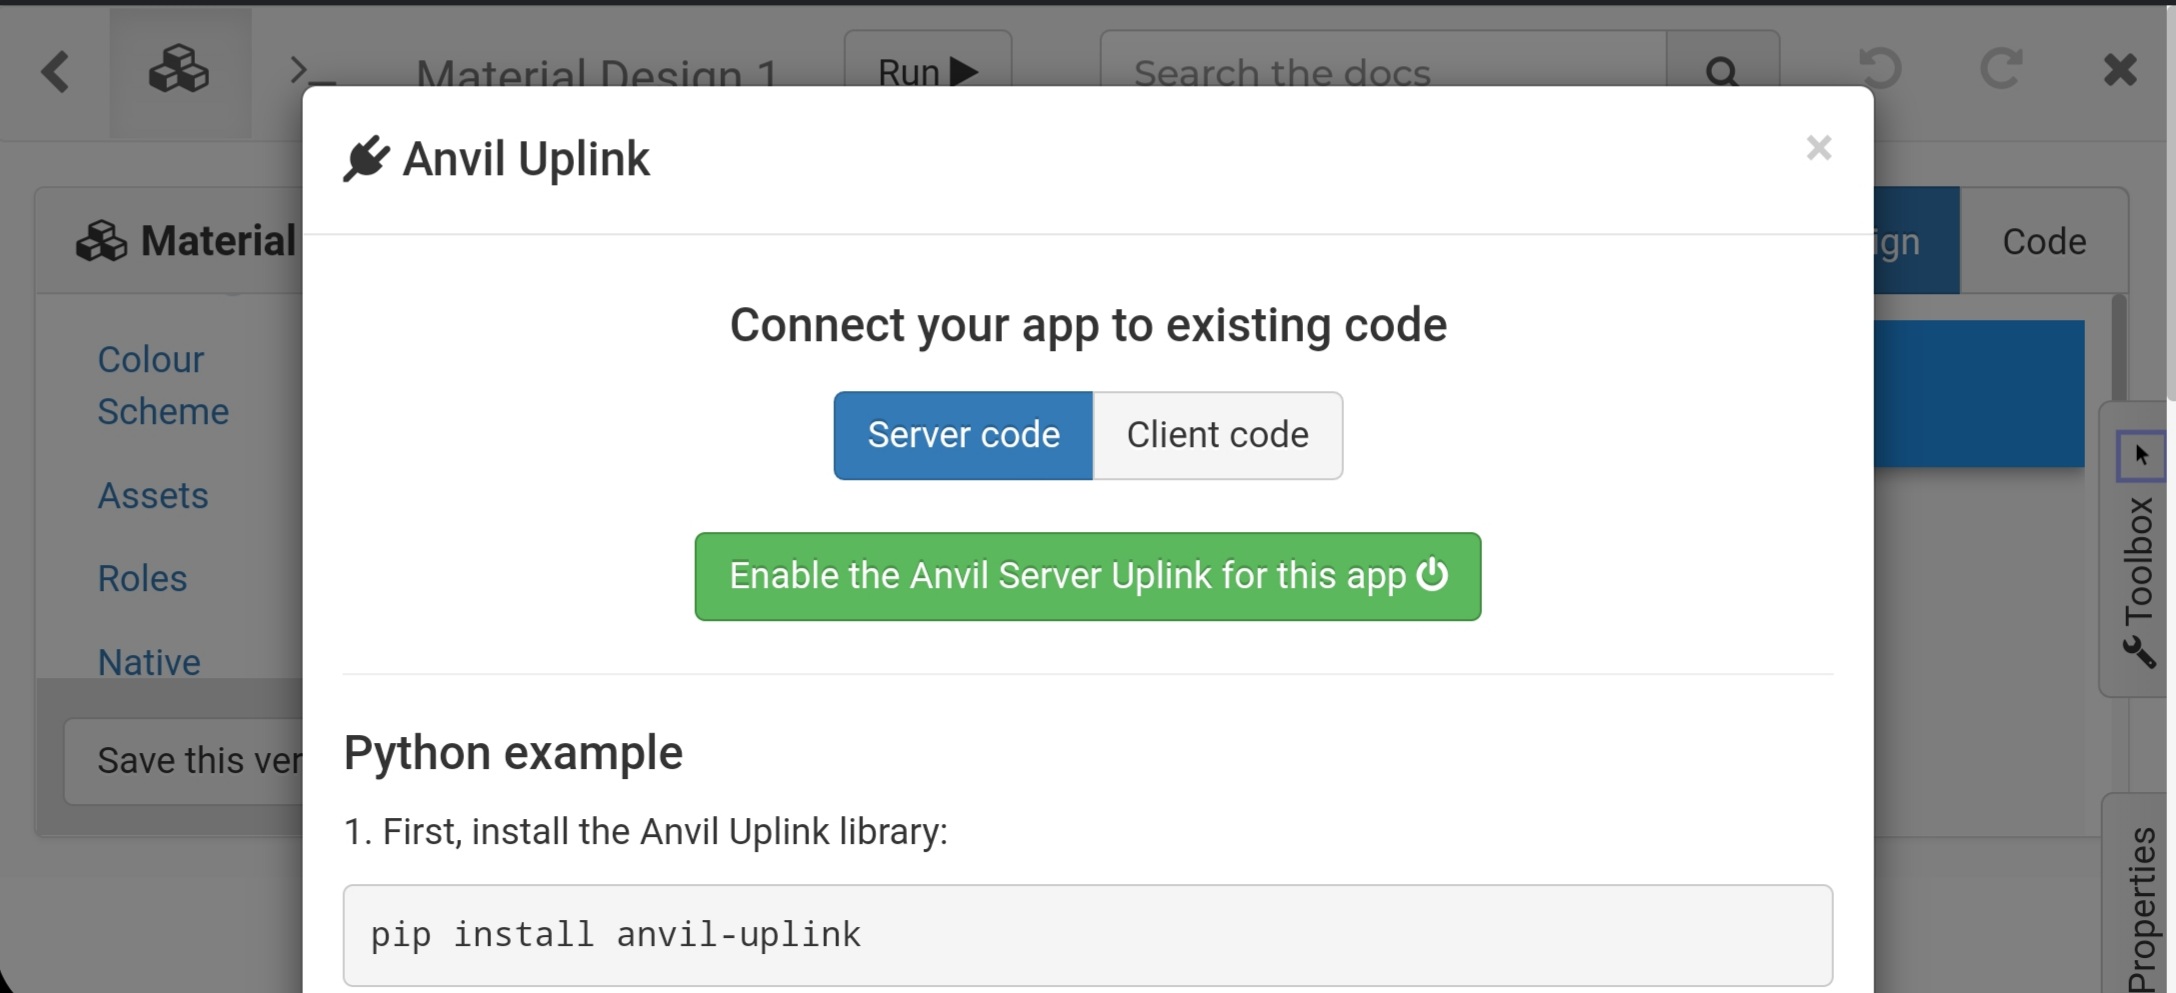 Material Design 1
Run
Search the docs
Anvil Uplink
×
Material
ign
Code
Connect your app to existing code
Colour
Scheme
Server code
Client code
Assets
Enable the Anvil Server Uplink for this app
Roles
Toolbox
Native
Python example
Save this ver
1. First, install the Anvil Uplink library:
Properties
pip install anvil-uplink